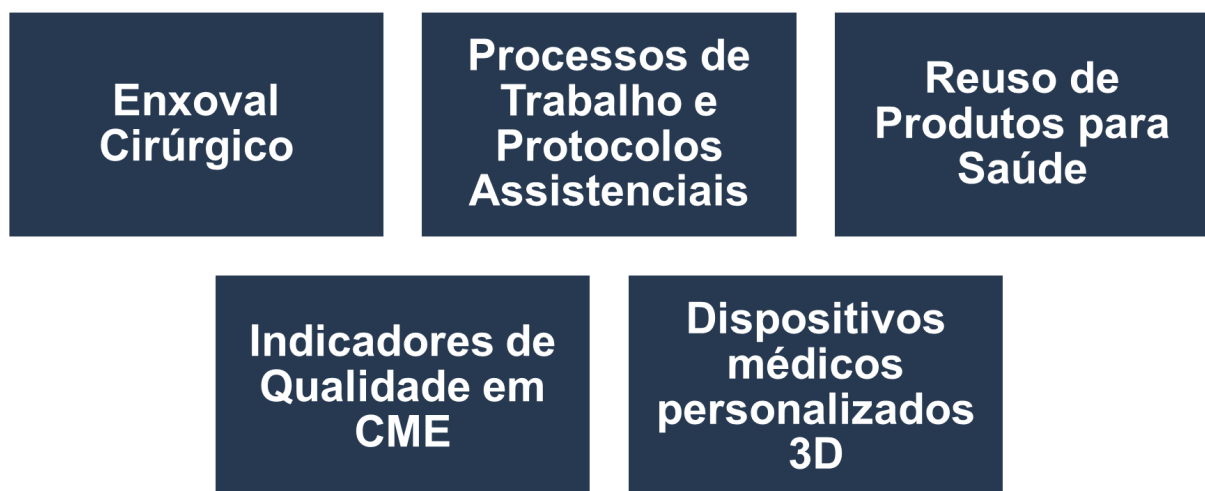 Enxoval
Cirúrgico
Processos de
Trabalho e
Protocolos
Assistenciais
Reuso de
Produtos para
Saúde
Indicadores de
Qualidade em
CME
Dispositivos
médicos
personalizados
3D